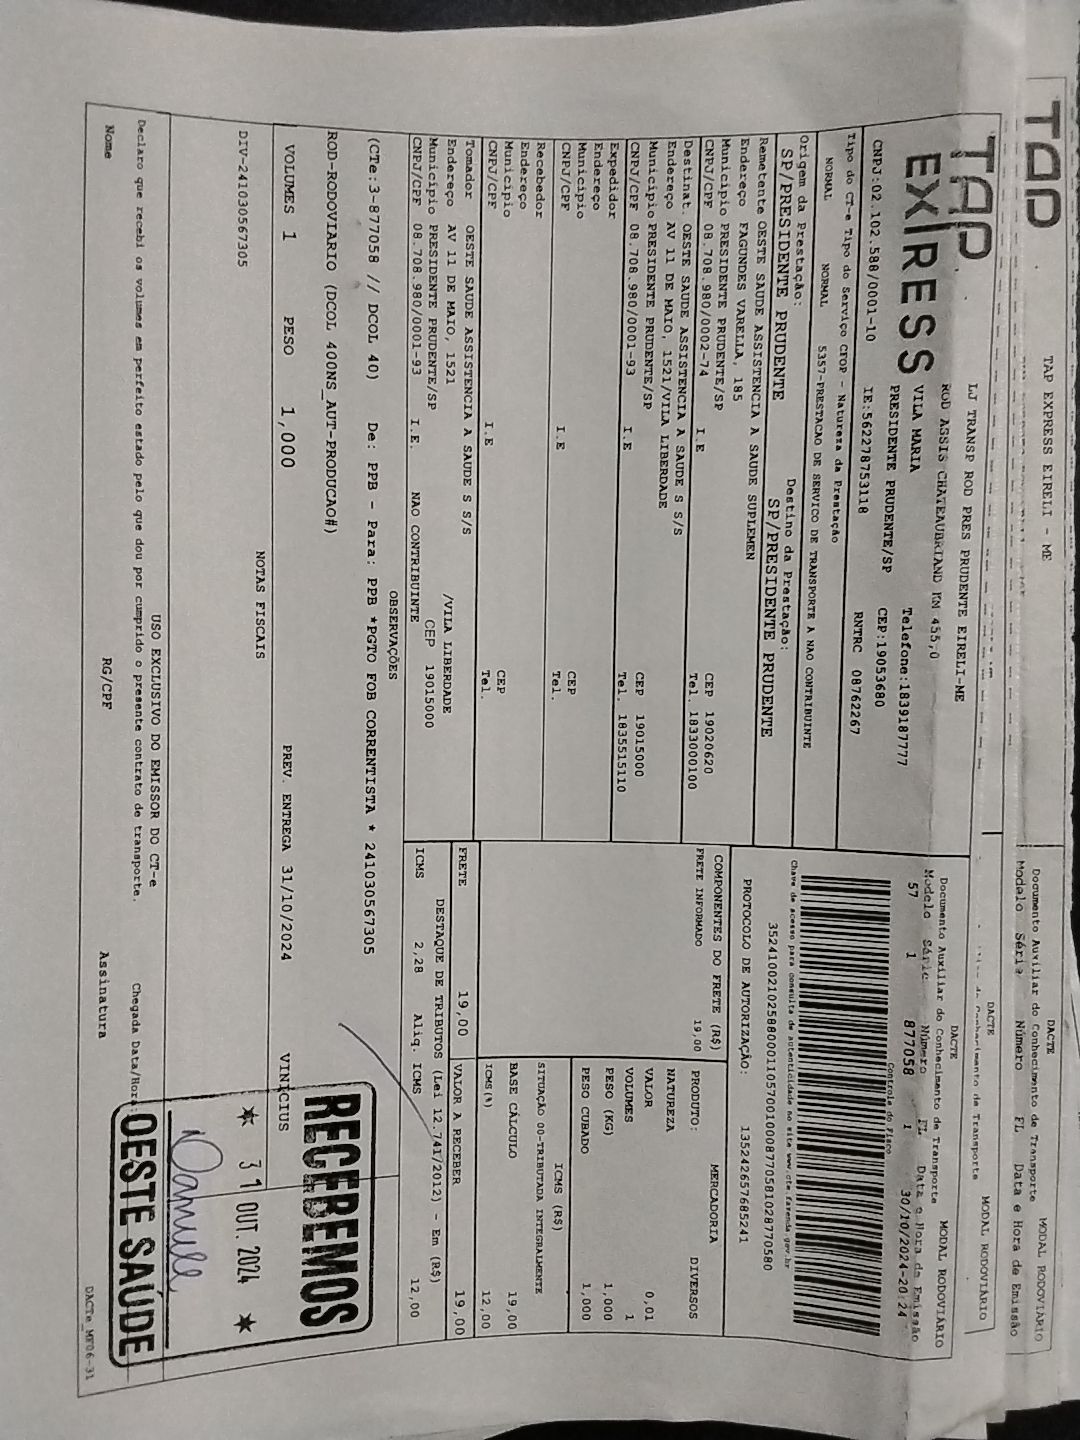 TAP
TAP EXPRESS EIRELI - ME
DACTE
Documento Auxiliar do Conhecimento de Transporte
MODAL RODOVIARIO
Modelo Série Número FL Data e Hora de Emissão
DACTE
MODAL RODOVIÁRIO
TAP.
EXPRESS
LJ TRANSP ROD PRES PRUDENTE EIRELI-ME
ROD ASSIS CHATEAUBRIAND KM 455,0
VILA MARIA
Telefone:1839187777
PRESIDENTE PRUDENTE/SP
CEP:19053680
CNPJ:02.102.588/0001-10
IE:562278753118
RNTRC 08762267
DACTE
Documento Auxiliar do Conhecimento de Transporte
MODAL RODOVIÁRIO
Modelo Série Número FL Data e Hora de Emissão
57 1 877058 1 30/10/2024-20:24
Controle do Fisco
Chave de acesso para consulta de autenticidade no site www.cte.fazenda.gov.br
35241002102588000110570010008770581028770580
PROTOCOLO DE AUTORIZAÇÃO: 135242657685241
Tipo do CT-e Tipo do Serviço CFOP - Natureza da Prestação
NORMAL NORMAL 5357-PRESTACAO DE SERVICO DE TRANSPORTE A NAO CONTRIBUINTE
Origem da Prestação: Destino da Prestação:
SP/PRESIDENTE PRUDENTE SP/PRESIDENTE PRUDENTE
Remetente OESTE SAUDE ASSISTENCIA A SAUDE SUPLEMEN
Endereço FAGUNDES VARELLA, 185
Município PRESIDENTE PRUDENTE/SP CEP 19020620
CNPJ/CPF 08.708.980/0002-74 I.E Tel. 1833000100
Destinat. OESTE SAUDE ASSISTENCIA A SAUDE S S/S
Endereço AV 11 DE MAIO, 1521/VILA LIBERDADE
Município PRESIDENTE PRUDENTE/SP CEP 19015000
CNPJ/CPF 08.708.980/0001-93 I.E Tel. 1835515110
Expedidor
Endereço
Município CEP
CNPJ/CPF I.E Tel.
Recebedor
Endereço
Município CEP
CNPJ/CPF I.E Tel.
Tomador OESTE SAUDE ASSISTENCIA A SAUDE S S/S
Endereço AV 11 DE MAIO, 1521 /VILA LIBERDADE
Município PRESIDENTE PRUDENTE/SP CEP 19015000
CNPJ/CPF 08.708.980/0001-93 I.E. NAO CONTRIBUINTE
COMPONENTES DO FRETE (R$)
FRETE INFORMADO 19,00
MERCADORIA
PRODUTO: DIVERSOS
NATUREZA
VALOR 0,01
VOLUMES 1
PESO (KG) 1,000
PESO CUBADO 1,000
ICMS (R$)
SITUAÇÃO 00-TRIBUTADA INTEGRALMENTE
BASE CÁLCULO 19,00
ICMS(%) 12,00
FRETE 19,00 VALOR A RECEBER 19,00
DESTAQUE DE TRIBUTOS (Lei 12.741/2012) - Em (R$)
ICMS 2,28 Aliq. ICMS 12,00
OBSERVAÇÕES
(CTe:3-877058 // DCOL 40) De: PPB - Para: PPB *PGTO FOB CORRENTISTA * 241030567305
ROD-RODOVIARIO (DCOL 400NS_AUT-PRODUCAO#)
VOLUMES 1 PESO 1,000 PREV. ENTREGA 31/10/2024 VINICIUS
NOTAS FISCAIS
DIV-241030567305
USO EXCLUSIVO DO EMISSOR DO CT-e
Declaro que recebi os volumes em perfeito estado pelo que dou por cumprido o presente contrato de transporte. Chegada Data/Hora:
Nome RG/CPF Assinatura
RECEBEMOS
★ 31 OUT. 2024 ★
OESTE SAÚDE
DACTe_MF06-31